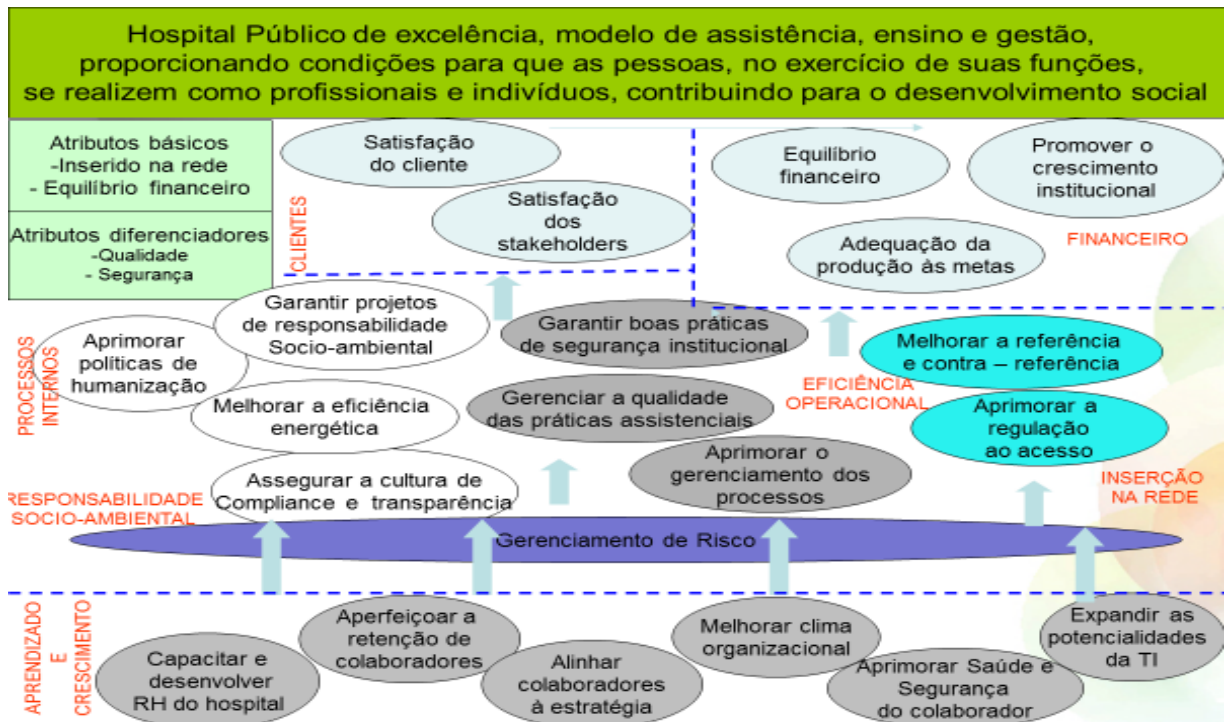 Hospital Público de excelência, modelo de assistência, ensino e gestão,
proporcionando condições para que as pessoas, no exercício de suas funções,
se realizem como profissionais e indivíduos, contribuindo para o desenvolvimento social
Atributos básicos
-Inserido na rede
- Equilíbrio financeiro
Atributos diferenciadores
-Qualidade
- Segurança
CLIENTES
Satisfação
do cliente
Satisfação
dos
stakeholders
Equilíbrio
financeiro
Promover o
crescimento
institucional
Adequação da
produção às metas
FINANCEIRO
PROCESSOS
INTERNOS
Aprimorar
políticas de
humanização
Garantir projetos
de responsabilidade
Socio-ambiental
Melhorar a eficiência
energética
Assegurar a cultura de
Compliance e transparência
RESPONSABILIDADE
SOCIO-AMBIENTAL
Garantir boas práticas
de segurança institucional
Gerenciar a qualidade
das práticas assistenciais
Aprimorar o
gerenciamento dos
processos
EFICIÊNCIA
OPERACIONAL
Melhorar a referência
e contra – referência
Aprimorar a
regulação
ao acesso
INSERÇÃO
NA REDE
Gerenciamento de Risco
APRENDIZADO
E
CRESCIMENTO
Capacitar e
desenvolver
RH do hospital
Aperfeiçoar a
retenção de
colaboradores
Alinhar
colaboradores
à estratégia
Melhorar clima
organizacional
Aprimorar Saúde e
Segurança
do colaborador
Expandir as
potencialidades
da TI